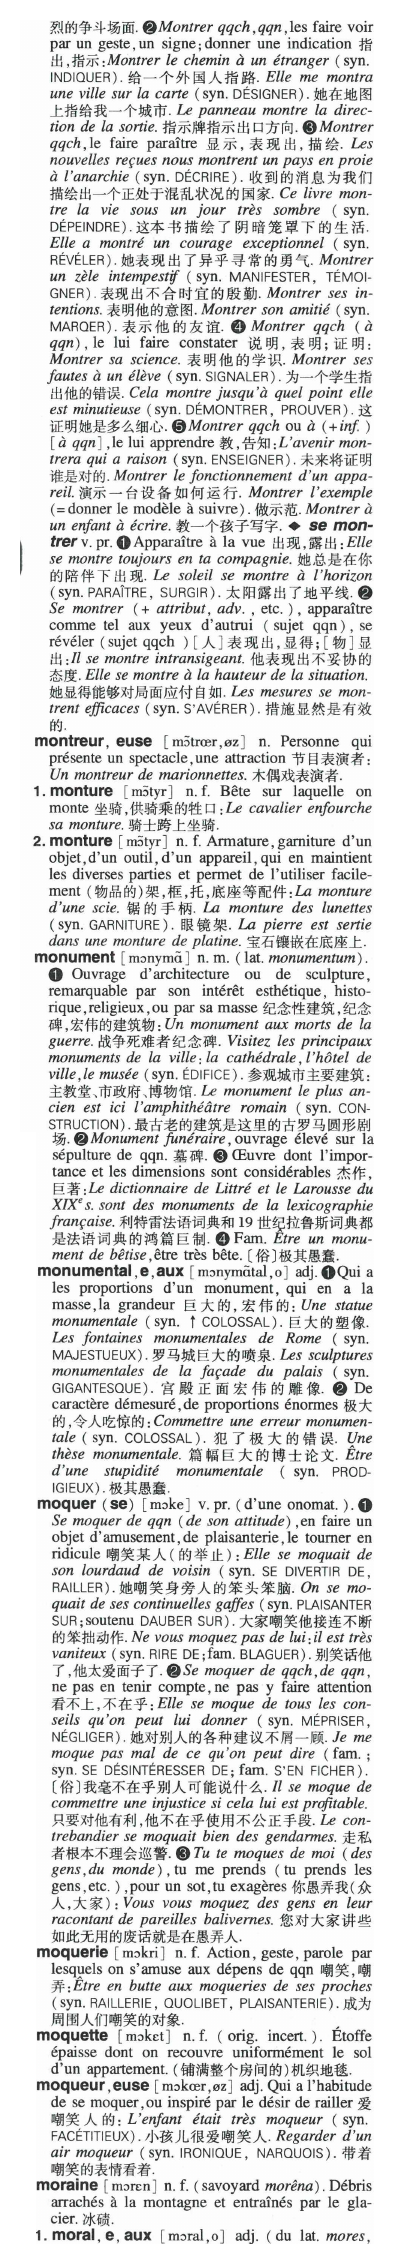 烈的争斗场面. ❷Montrer qqch, qqn, les faire voir
par un geste, un signe; donner une indication 指
出,指示:Montrer le chemin à un étranger (syn.
INDIQUER). 给一个外国人指路. Elle me montra
une ville sur la carte (syn. DÉSIGNER). 她在地图
上指给我一个城市. Le panneau montre la direc-
tion de la sortie. 指示牌指示出口方向. ❸Montrer
qqch, le faire paraître 显示,表现出,描绘. Les
nouvelles reçues nous montrent un pays en proie
à l'anarchie (syn. DÉCRIRE). 收到的消息为我们
描绘出一个正处于混乱状况的国家. Ce livre mon-
tre la vie sous un jour très sombre ( syn.
DÉPEINDRE). 这本书描绘了阴暗笼罩下的生活.
Elle a montré un courage exceptionnel ( syn.
RÉVÉLER). 她表现出了异乎寻常的勇气. Montrer
un zèle intempestif ( syn. MANIFESTER, TÉMOI-
GNER). 表现出不合时宜的殷勤. Montrer ses in-
tentions. 表明他的意图. Montrer son amitié ( syn.
MARQER). 表示他的友谊. ❹ Montrer qqch ( à
qqn), le lui faire constater 说明,表明;证明:
Montrer sa science. 表明他的学识. Montrer ses
fautes à un élève (syn. SIGNALER). 为一个学生指
出他的错误. Cela montre jusqu'à quel point elle
est minutieuse (syn. DÉMONTRER, PROUVER). 这
证明她是多么细心. ❺Montrer qqch ou à (+inf.)
[à qqn], le lui apprendre 教,告知:L'avenir mon-
trera qui a raison ( syn. ENSEIGNER). 未来将证明
谁是对的. Montrer le fonctionnement d'un appa-
reil. 演示一台设备如何运行. Montrer l'exemple
(=donner le modèle à suivre). 做示范. Montrer à
un enfant à écrire. 教一个孩子写字. ◆ se mon-
trer v. pr. ❶Apparaître à la vue 出现,露出:Elle
se montre toujours en ta compagnie. 她总是在你
的陪伴下出现. Le soleil se montre à l'horizon
(syn. PARAÎTRE, SURGIR). 太阳露出了地平线. ❷
Se montrer (+ attribut, adv., etc.), apparaître
comme tel aux yeux d'autrui ( sujet qqn), se
révéler (sujet qqch )[人]表现出,显得;[物]显
出:Il se montre intransigeant. 他表现出不妥协的
态度. Elle se montre à la hauteur de la situation.
她显得能够对局面应付自如. Les mesures se mon-
trent efficaces (syn. S'AVÉRER). 措施显然是有效
的.
montreur, euse [mɔ̃trœr,øz] n. Personne qui
présente un spectacle, une attraction 节目表演者:
Un montreur de marionnettes. 木偶戏表演者.
1. monture [mɔ̃tyr] n. f. Bête sur laquelle on
monte 坐骑,供骑乘的牲口:Le cavalier enfourche
sa monture. 骑士跨上坐骑.
2. monture [mɔ̃tyr] n. f. Armature, garniture d'un
objet, d'un outil, d'un appareil, qui en maintient
les diverses parties et permet de l'utiliser facile-
ment (物品的)架,框,托,底座等配件:La monture
d'une scie. 锯的手柄. La monture des lunettes
(syn. GARNITURE). 眼镜架. La pierre est sertie
dans une monture de platine. 宝石镶嵌在底座上.
monument [mɔnymɑ̃] n. m. (lat. monumentum).
❶ Ouvrage d'architecture ou de sculpture,
remarquable par son intérêt esthétique, histo-
rique, religieux, ou par sa masse 纪念性建筑,纪念
碑,宏伟的建筑物:Un monument aux morts de la
guerre. 战争死难者纪念碑. Visitez les principaux
monuments de la ville: la cathédrale, l'hôtel de
ville, le musée (syn. ÉDIFICE). 参观城市主要建筑:
主教堂、市政府、博物馆. Le monument le plus an-
cien est ici l'amphithéâtre romain ( syn. CON-
STRUCTION). 最古老的建筑是这里的古罗马圆形剧
场. ❷Monument funéraire, ouvrage élevé sur la
sépulture de qqn. 墓碑. ❸ Œuvre dont l'impor-
tance et les dimensions sont considérables 杰作,
巨著:Le dictionnaire de Littré et le Larousse du
XIXe s. sont des monuments de la lexicographie
française. 利特雷法语词典和 19 世纪拉鲁斯词典都
是法语词典的鸿篇巨制. ❹ Fam. Être un monu-
ment de bêtise, être très bête. [俗]极其愚蠢.
monumental, e, aux [mɔnymɑ̃tal,o] adj. ❶Qui a
les proportions d'un monument, qui en a la
masse, la grandeur 巨大的,宏伟的: Une statue
monumentale (syn. ↑ COLOSSAL). 巨大的塑像.
Les fontaines monumentales de Rome ( syn.
MAJESTUEUX). 罗马城巨大的喷泉. Les sculptures
monumentales de la façade du palais ( syn.
GIGANTESQUE). 宫殿正面宏伟的雕像. ❷ De
caractère démesuré, de proportions énormes 极大
的,令人吃惊的:Commettre une erreur monumen-
tale ( syn. COLOSSAL). 犯了极大的错误. Une
thèse monumentale. 篇幅巨大的博士论文. Être
d'une stupidité monumentale ( syn. PROD-
IGIEUX). 极其愚蠢.
moquer (se) [mɔke] v. pr. (d'une onomat.). ❶
Se moquer de qqn (de son attitude), en faire un
objet d'amusement, de plaisanterie, le tourner en
ridicule 嘲笑某人(的举止): Elle se moquait de
son lourdaud de voisin ( syn. SE DIVERTIR DE,
RAILLER). 她嘲笑身旁人的笨头笨脑. On se mo-
quait de ses continuelles gaffes (syn. PLAISANTER
SUR; soutenu DAUBER SUR). 大家嘲笑他接连不断
的笨拙动作. Ne vous moquez pas de lui: il est très
vaniteux (syn. RIRE DE; fam. BLAGUER). 别笑话他
了,他太爱面子了. ❷Se moquer de qqch, de qqn,
ne pas en tenir compte, ne pas y faire attention
看不上,不在乎: Elle se moque de tous les con-
seils qu'on peut lui donner ( syn. MÉPRISER,
NÉGLIGER). 她对别人的各种建议不屑一顾. Je me
moque pas mal de ce qu'on peut dire ( fam. ;
syn. SE DÉSINTÉRESSER DE; fam. S'EN FICHER).
[俗]我毫不在乎别人可能说什么. Il se moque de
commettre une injustice si cela lui est profitable.
只要对他有利,他不在乎使用不公正手段. Le con-
trebandier se moquait bien des gendarmes. 走私
者根本不理会巡警. ❸Tu te moques de moi (des
gens, du monde), tu me prends ( tu prends les
gens, etc. ), pour un sot, tu exagères 你愚弄我(众
人,大家): Vous vous moquez des gens en leur
racontant de pareilles balivernes. 您对大家讲些
如此无用的废话就是在愚弄人.
moquerie [mɔkri] n. f. Action, geste, parole par
lesquels on s'amuse aux dépens de qqn 嘲笑,嘲
弄:Être en butte aux moqueries de ses proches
(syn. RAILLERIE, QUOLIBET, PLAISANTERIE). 成为
周围人们嘲笑的对象.
moquette [mɔkɛt] n. f. ( orig. incert. ). Étoffe
épaisse dont on recouvre uniformément le sol
d'un appartement. (铺满整个房间的)机织地毯.
moqueur, euse [mɔkœr,øz] adj. Qui a l'habitude
de se moquer, ou inspiré par le désir de railler 爱
嘲笑人的: L'enfant était très moqueur ( syn.
FACÉTITIEUX). 小孩儿很爱嘲笑人. Regarder d'un
air moqueur (syn. IRONIQUE, NARQUOIS). 带着
嘲笑的表情看着.
moraine [mɔrɛn] n. f. (savoyard morêna). Débris
arrachés à la montagne et entraînés par le gla-
cier. 冰碛.
1. moral, e, aux [mɔral,o] adj. ( du lat. mores,